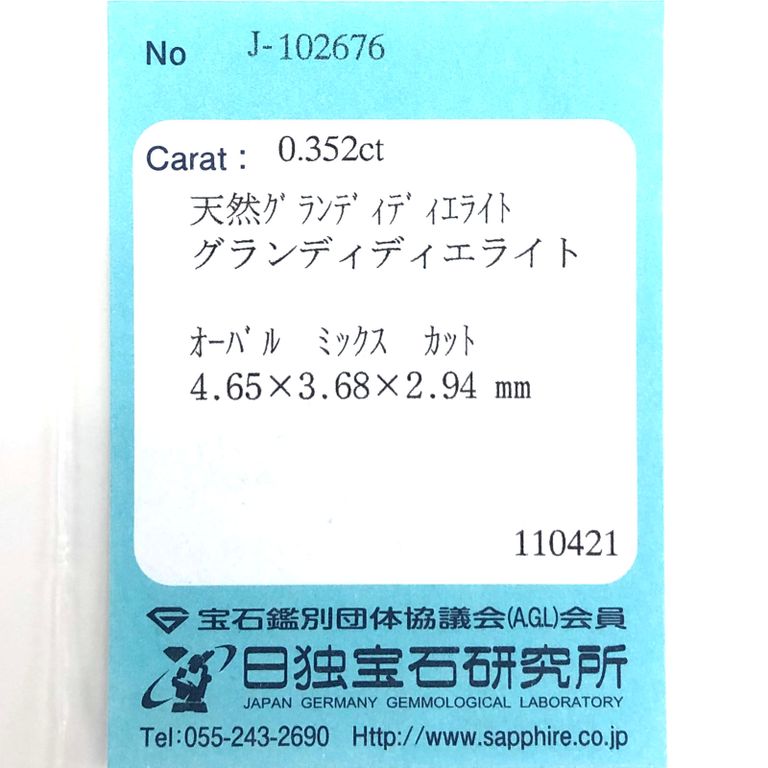 No J-102676
Carat : 0.352ct
天然ｸﾞﾗﾝﾃﾞｨﾃﾞｨｴﾗｲﾄ
グランディディエライト
ｵｰﾊﾞﾙ ﾐｯｸｽ ｶｯﾄ
4.65×3.68×2.94 mm
110421
宝石鑑別団体協議会(A.G.L)会員
日独宝石研究所
JAPAN GERMANY GEMMOLOGICAL LABORATORY
Tel:055-243-2690 Http://www.sapphire.co.jp